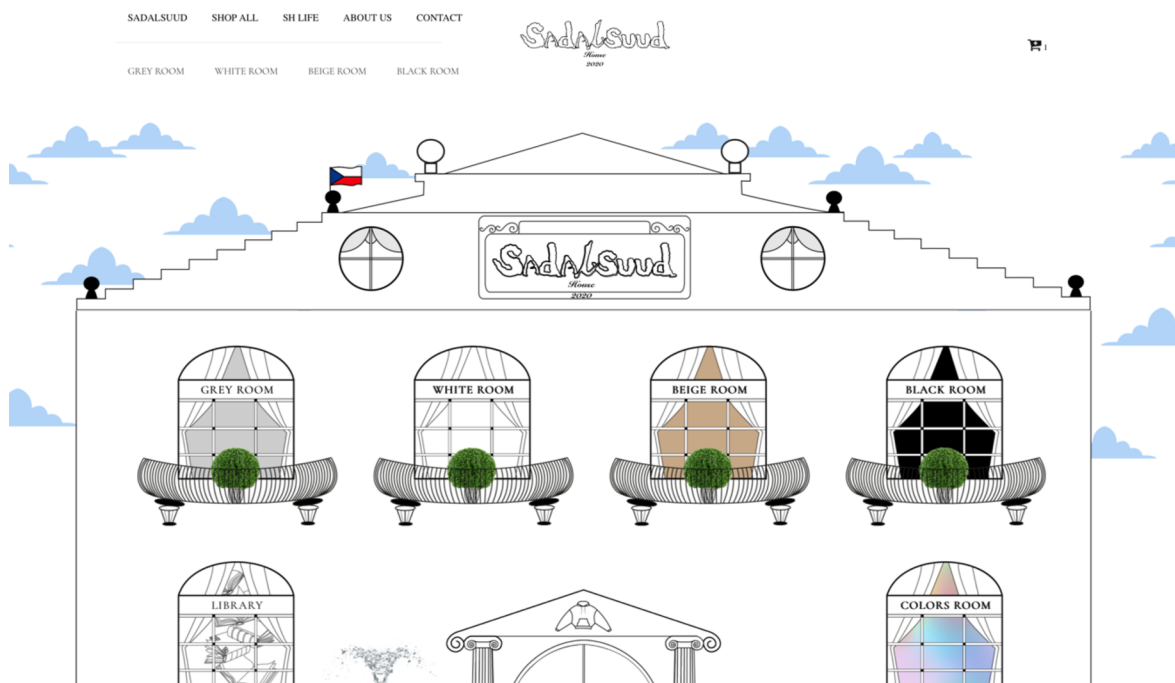 SADALSUUD SHOP ALL SH LIFE ABOUT US CONTACT
GREY ROOM WHITE ROOM BEIGE ROOM BLACK ROOM
SadAlSuud
House
2020
1
SadAlSuud
House
2020
GREY ROOM WHITE ROOM BEIGE ROOM BLACK ROOM
LIBRARY COLORS ROOM